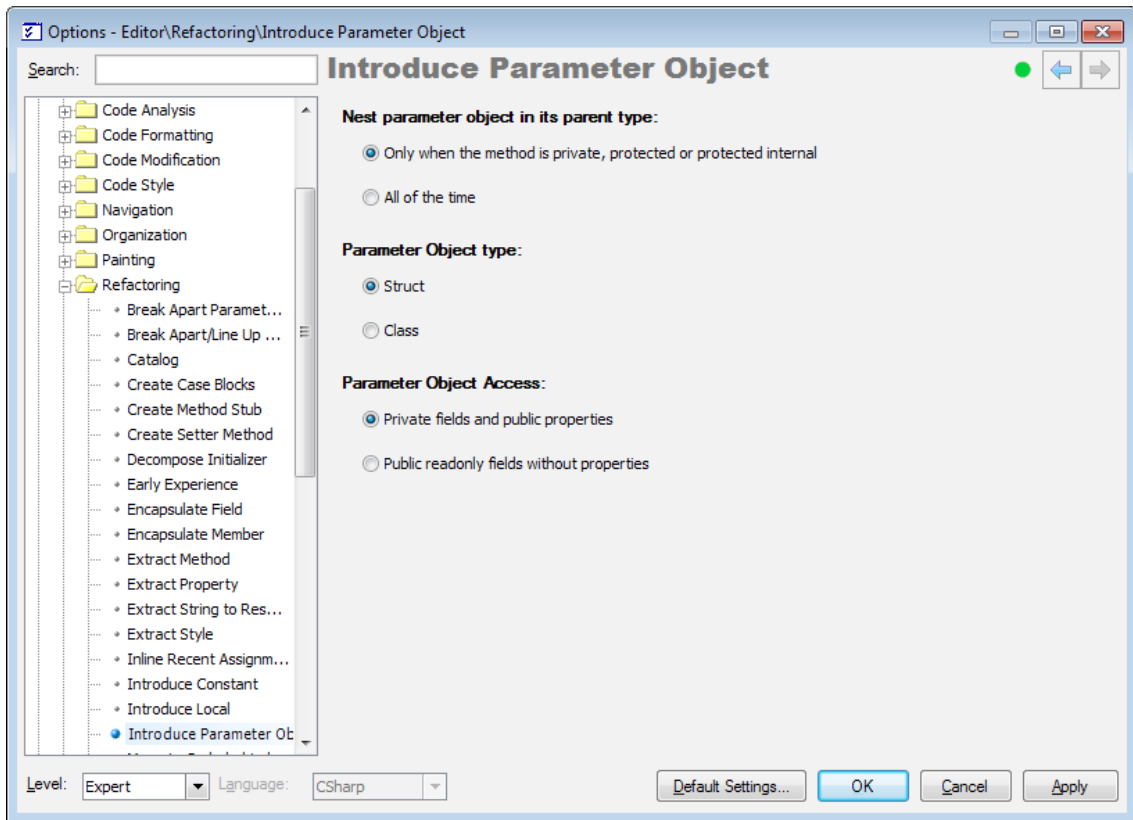 Options - Editor\Refactoring\Introduce Parameter Object
Search:
Introduce Parameter Object
Code Analysis
Code Formatting
Code Modification
Code Style
Navigation
Organization
Painting
Refactoring
Break Apart Paramet...
Break Apart/Line Up ...
Catalog
Create Case Blocks
Create Method Stub
Create Setter Method
Decompose Initializer
Early Experience
Encapsulate Field
Encapsulate Member
Extract Method
Extract Property
Extract String to Res...
Extract Style
Inline Recent Assignm...
Introduce Constant
Introduce Local
Introduce Parameter Ob
Nest parameter object in its parent type:
Only when the method is private, protected or protected internal
All of the time
Parameter Object type:
Struct
Class
Parameter Object Access:
Private fields and public properties
Public readonly fields without properties
Level: Expert Language: CSharp Default Settings... OK Cancel Apply